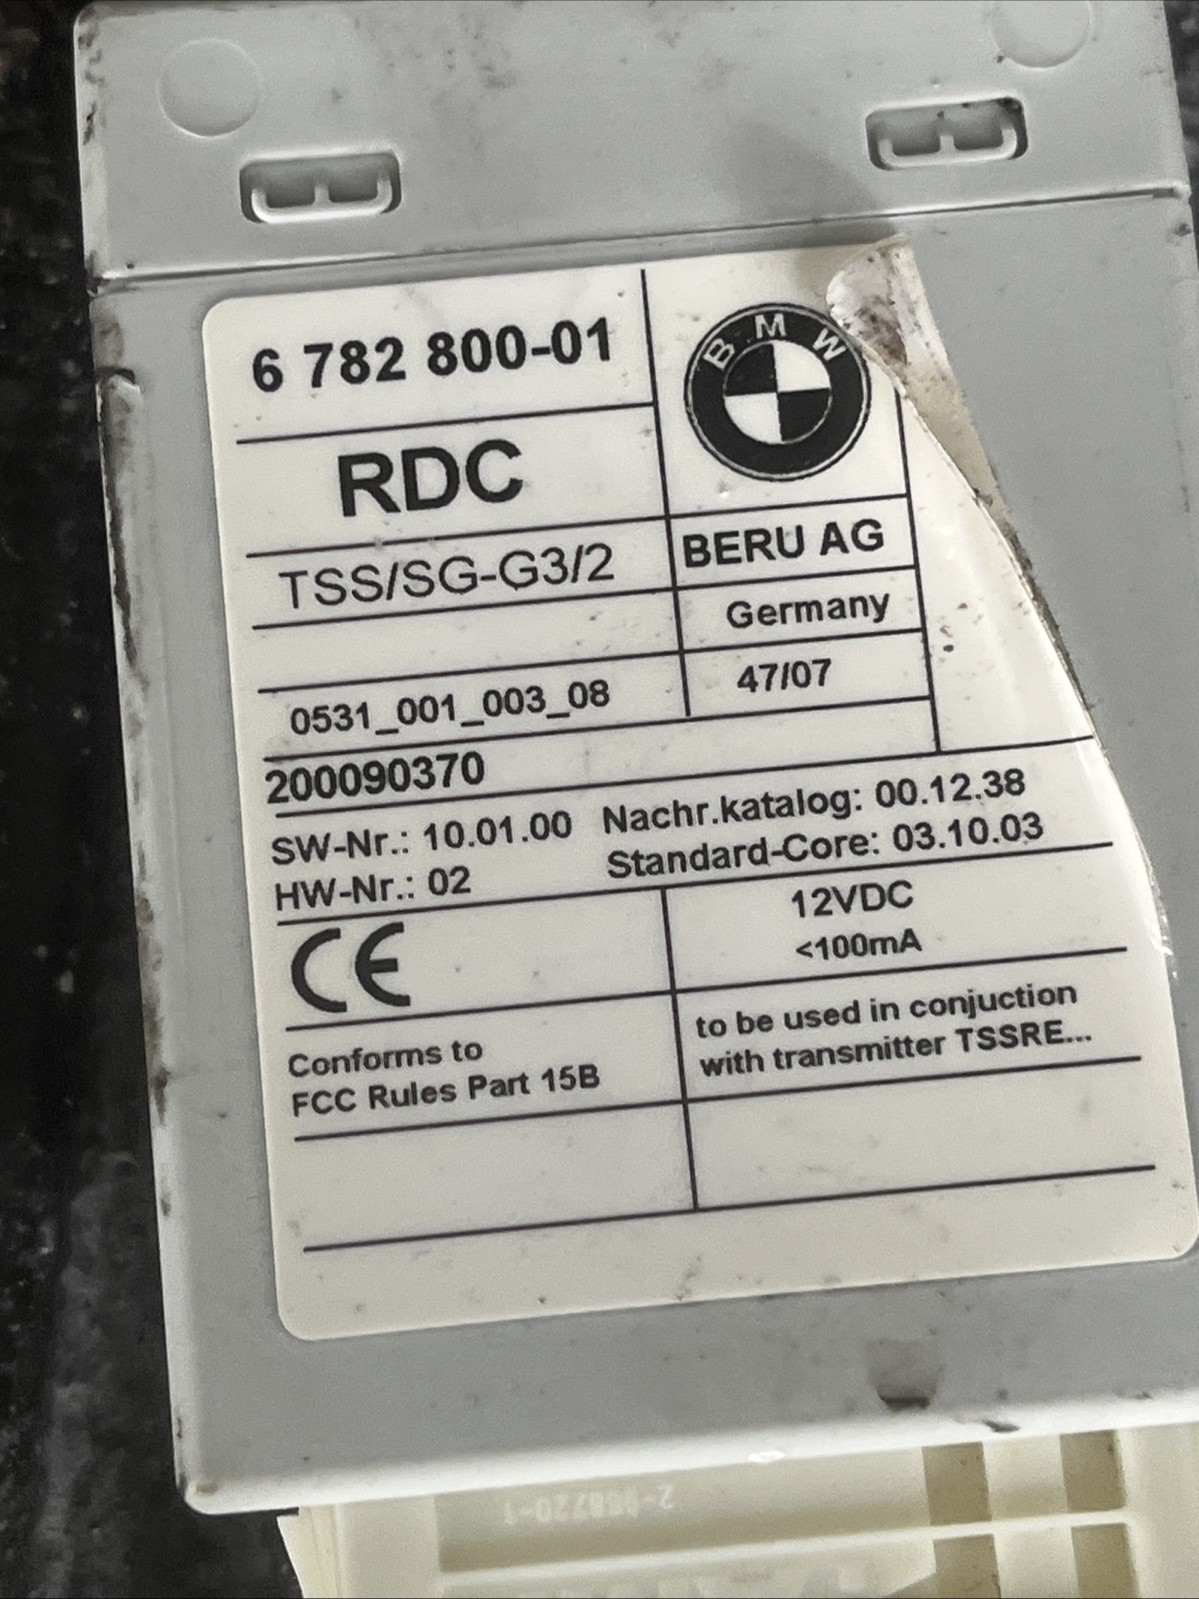 6 782 800-01
BMW
RDC
TSS/SG-G3/2
BERU AG
Germany
0531_001_003_08
47/07
200090370
SW-Nr.: 10.01.00 Nachr.katalog: 00.12.38
HW-Nr.: 02 Standard-Core: 03.10.03
CE
12VDC
<100mA
Conforms to
FCC Rules Part 15B
to be used in conjuction
with transmitter TSSRE...